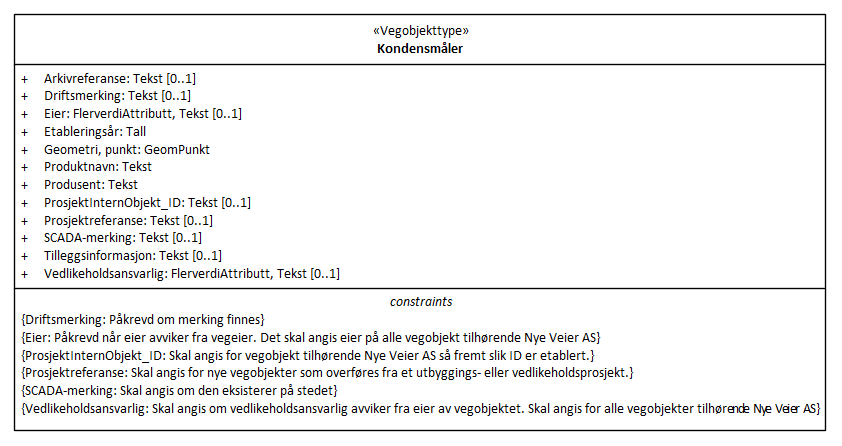 «Vegobjekttype»
Kondensmåler
+ Arkivreferanse: Tekst [0..1]
+ Driftsmerking: Tekst [0..1]
+ Eier: FlerverdiAttributt, Tekst [0..1]
+ Etableringsår: Tall
+ Geometri, punkt: GeomPunkt
+ Produktnavn: Tekst
+ Produsent: Tekst
+ ProsjektInternObjekt_ID: Tekst [0..1]
+ Prosjektreferanse: Tekst [0..1]
+ SCADA-merking: Tekst [0..1]
+ Tilleggsinformasjon: Tekst [0..1]
+ Vedlikeholdsansvarlig: FlerverdiAttributt, Tekst [0..1]
constraints
{Driftsmerking: Påkrevd om merking finnes}
{Eier: Påkrevd når eier avviker fra vegeier. Det skal angis eier på alle vegobjekt tilhørende Nye Veier AS}
{ProsjektInternObjekt_ID: Skal angis for vegobjekt tilhørende Nye Veier AS så fremt slik ID er etablert.}
{Prosjektreferanse: Skal angis for nye vegobjekter som overføres fra et utbyggings- eller vedlikeholdsprosjekt.}
{SCADA-merking: Skal angis om den eksisterer på stedet}
{Vedlikeholdsansvarlig: Skal angis om vedlikeholdsansvarlig avviker fra eier av vegobjektet. Skal angis for alle vegobjekter tilhørende Nye Veier AS}